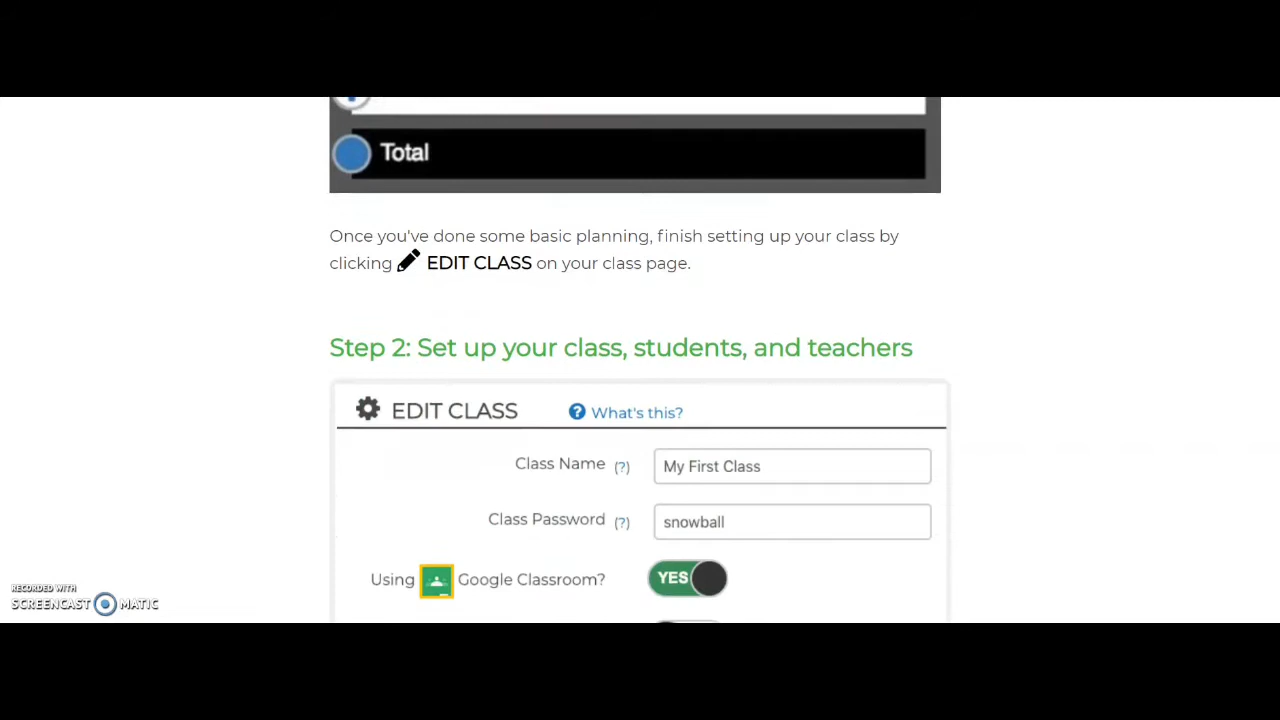 Total
Once you've done some basic planning, finish setting up your class by
clicking EDIT CLASS on your class page.
Step 2: Set up your class, students, and teachers
EDIT CLASS What's this?
Class Name (?) My First Class
Class Password (?) snowball
Using Google Classroom? YES
RECORDED WITH
SCREENCAST MATIC